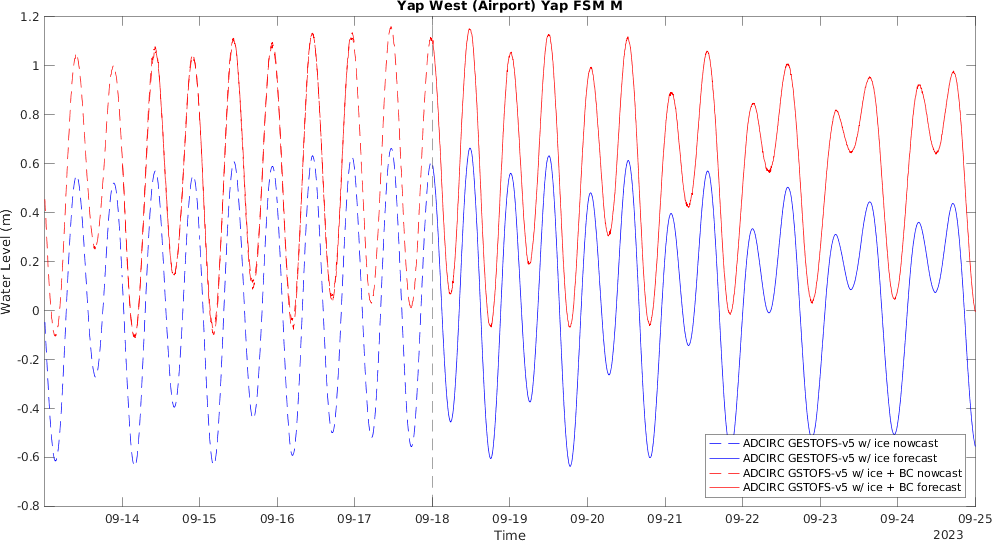 Yap West (Airport) Yap FSM M
1.2
1
0.8
0.6
0.4
0.2
0
-0.2
-0.4
-0.6
-0.8
Water Level (m)
ADCIRC GESTOFS-v5 w/ ice nowcast
ADCIRC GESTOFS-v5 w/ ice forecast
ADCIRC GSTOFS-v5 w/ ice + BC nowcast
ADCIRC GSTOFS-v5 w/ ice + BC forecast
09-14 09-15 09-16 09-17 09-18 09-19 09-20 09-21 09-22 09-23 09-24 09-25
Time
2023